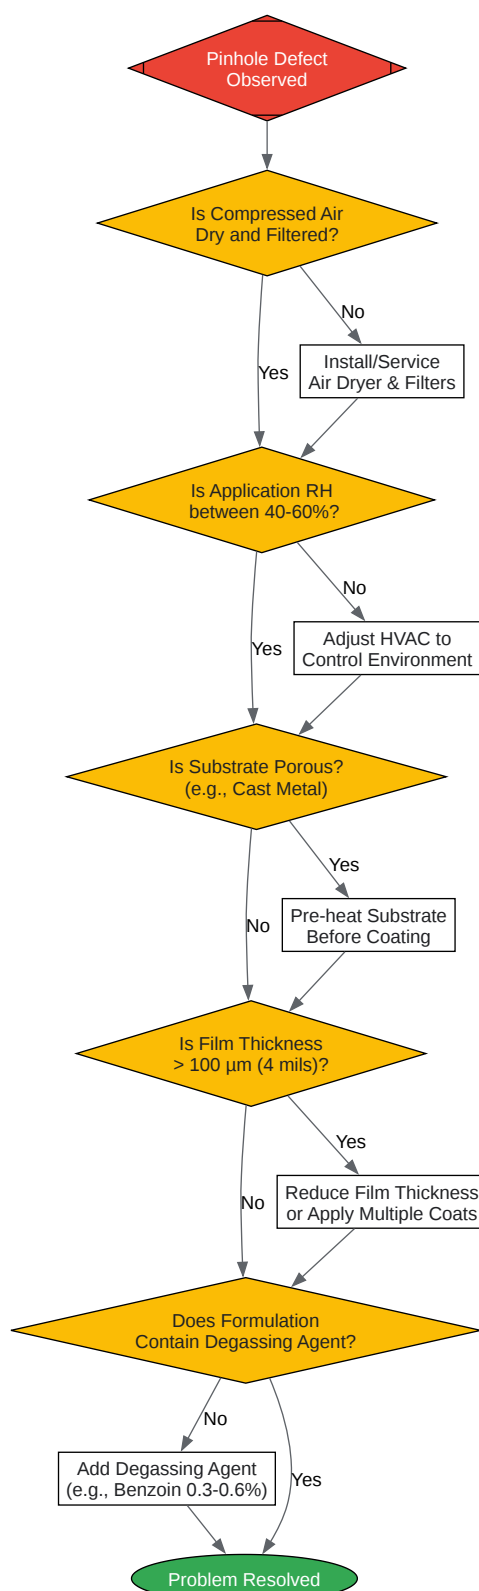 Pinhole Defect
Observed
Is Compressed Air
Dry and Filtered?
No
Install/Service
Air Dryer & Filters
Yes
Is Application RH
between 40-60%?
No
Adjust HVAC to
Control Environment
Yes
Is Substrate Porous?
(e.g., Cast Metal)
Yes
Pre-heat Substrate
Before Coating
No
Is Film Thickness
> 100 µm (4 mils)?
Yes
Reduce Film Thickness
or Apply Multiple Coats
No
Does Formulation
Contain Degassing Agent?
No
Add Degassing Agent
(e.g., Benzoin 0.3-0.6%)
Yes
Problem Resolved